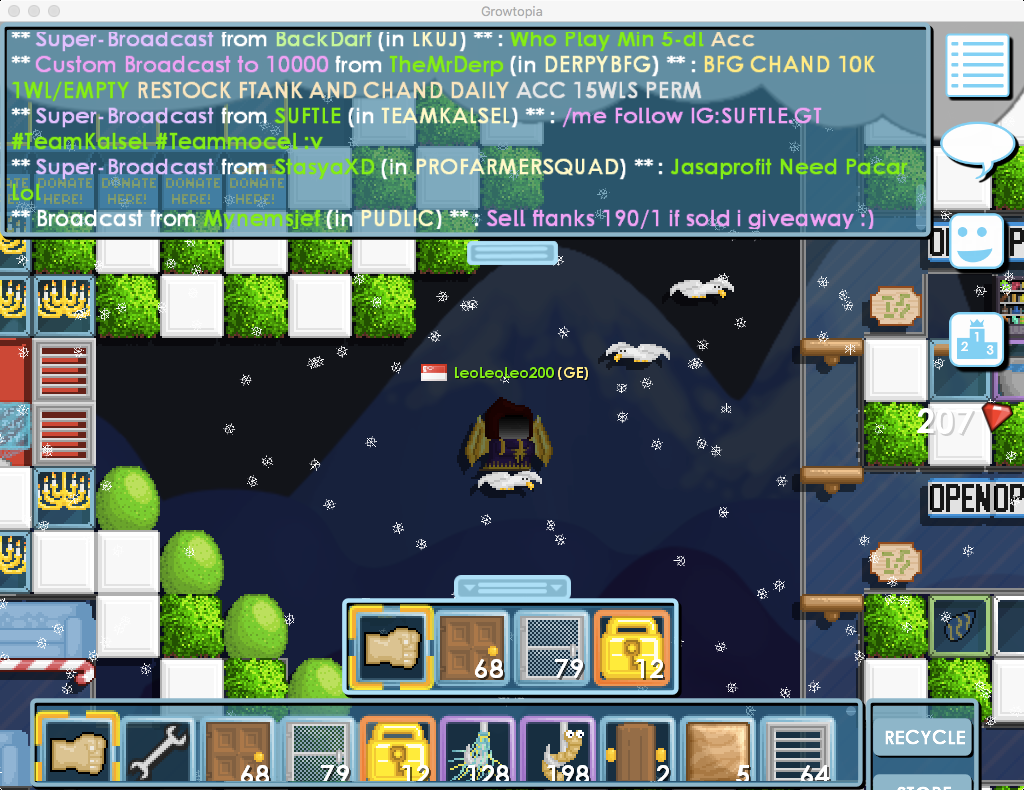 Growtopia
** Super-Broadcast from BackDarf (in LKUJ) ** : Who Play Min 5-dl Acc
** Custom Broadcast to 10000 from TheMrDerp (in DERPYBFG) ** : BFG CHAND 10K
1WL/EMPTY RESTOCK FTANK AND CHAND DAILY ACC 15WLS PERM
** Super-Broadcast from SUFTLE (in TEAMKALSEL) ** : /me Follow IG:SUFTLE.GT
#TeamKalsel #Teammocel :v
** Super-Broadcast from StasyaXD (in PROFARMERSQUAD) ** : Jasaprofit Need Pacar
Lol
DONATE DONATE DONATE DONATE
HERE! HERE! HERE! HERE!
** Broadcast from Mynemsjef (in PUDLIC) ** : Sell ftanks 190/1 if sold i giveaway :)
1
2 3
LeoLeoLeo200 (GE)
207
OPENOP
68 79 12
68 79 12 128 198 2 5 64
RECYCLE
STORE